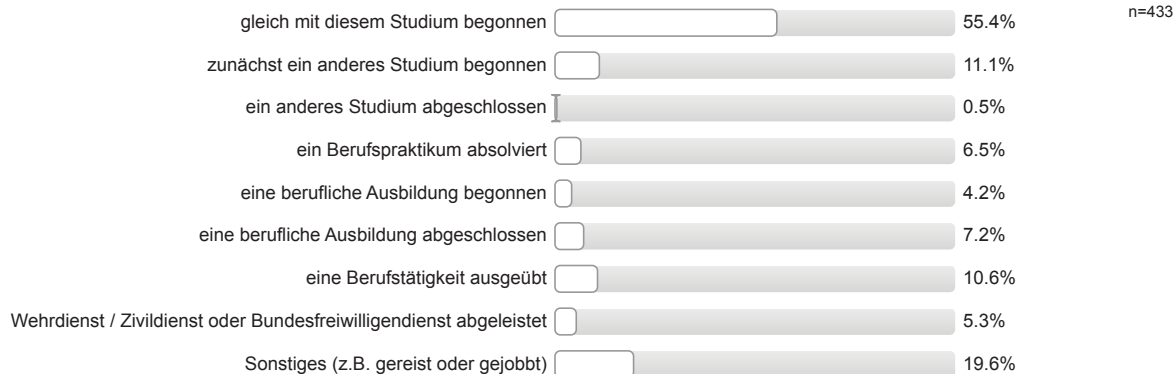 n=433
gleich mit diesem Studium begonnen 55.4%
zunächst ein anderes Studium begonnen 11.1%
ein anderes Studium abgeschlossen 0.5%
ein Berufspraktikum absolviert 6.5%
eine berufliche Ausbildung begonnen 4.2%
eine berufliche Ausbildung abgeschlossen 7.2%
eine Berufstätigkeit ausgeübt 10.6%
Wehrdienst / Zivildienst oder Bundesfreiwilligendienst abgeleistet 5.3%
Sonstiges (z.B. gereist oder gejobbt) 19.6%